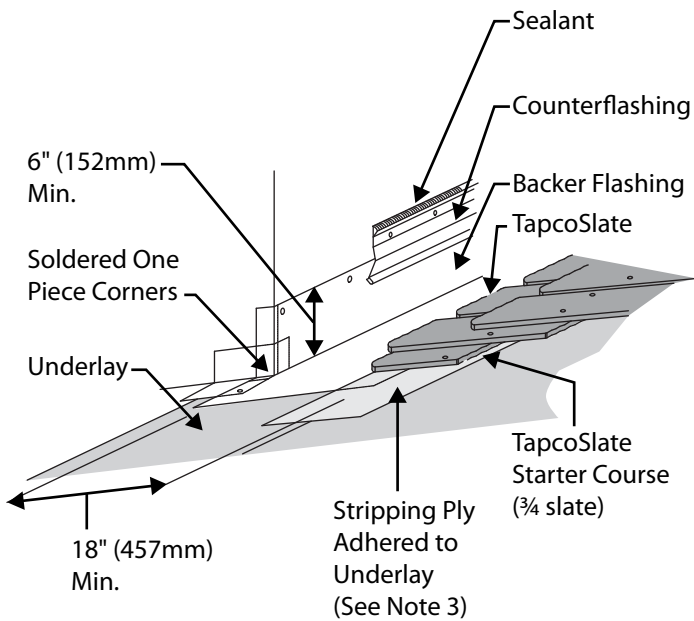 Sealant
Counterflashing
6" (152mm)
Min.
Backer Flashing
TapcoSlate
Soldered One
Piece Corners
Underlay
TapcoSlate
Starter Course
(¾ slate)
Stripping Ply
Adhered to
Underlay
(See Note 3)
18" (457mm)
Min.